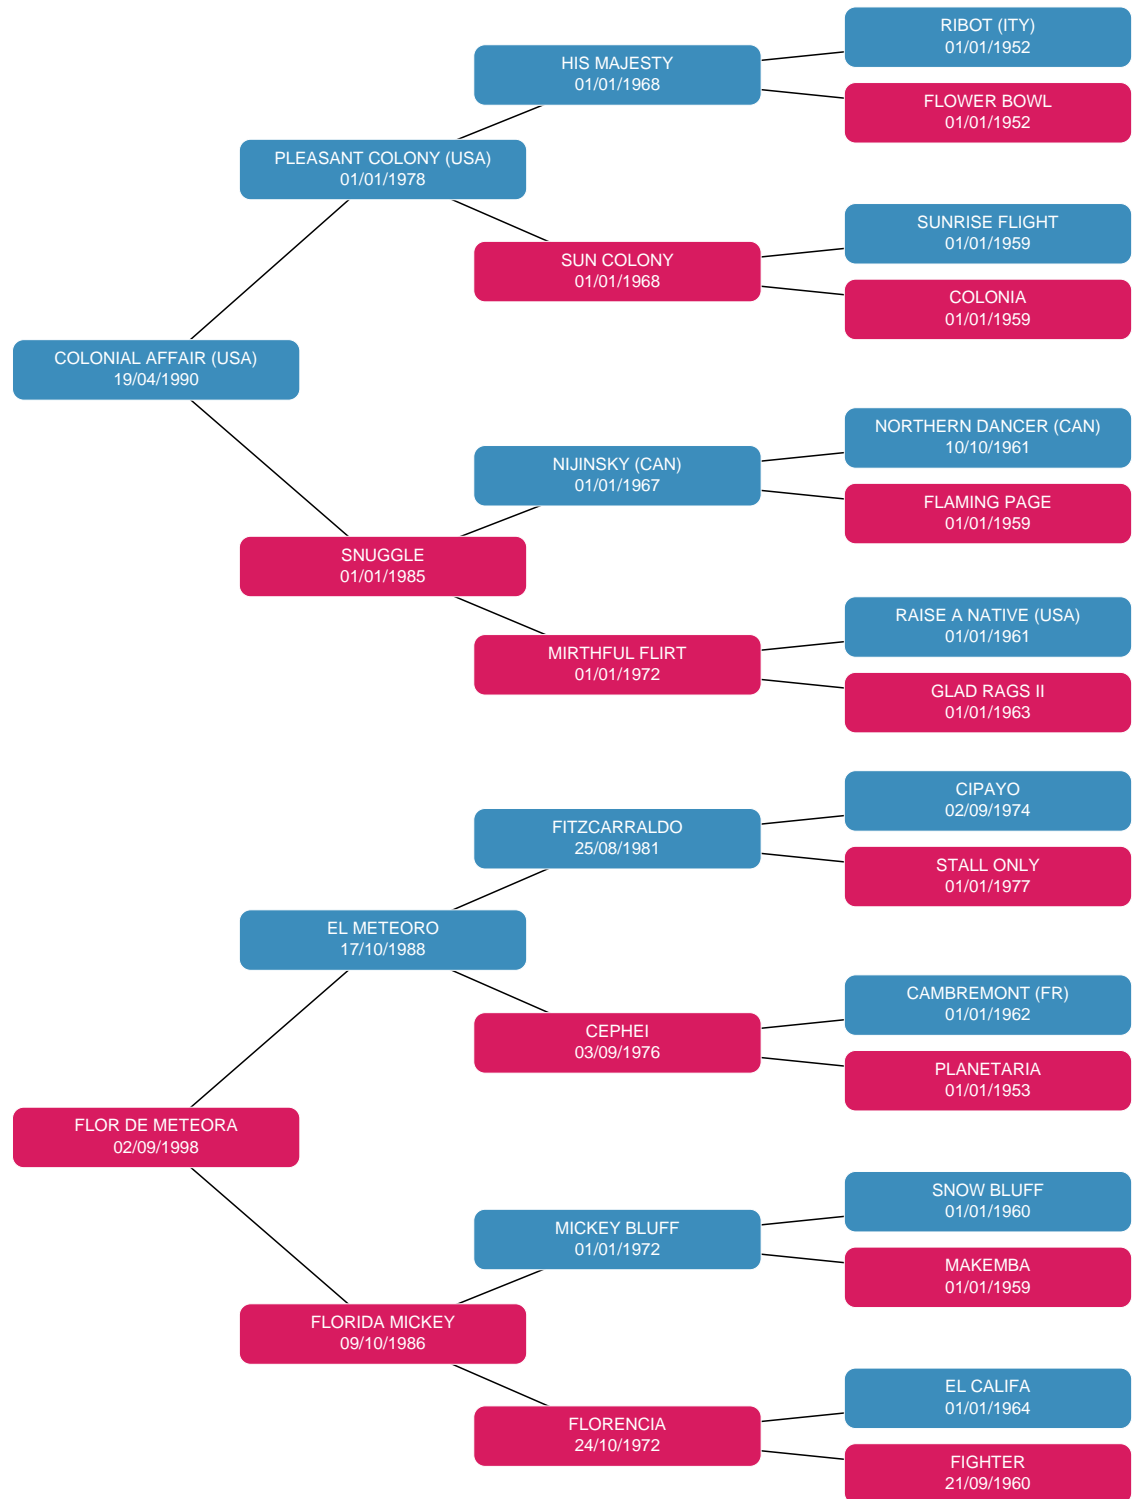 RIBOT (ITY)
01/01/1952
HIS MAJESTY
01/01/1968
FLOWER BOWL
01/01/1952
PLEASANT COLONY (USA)
01/01/1978
SUNRISE FLIGHT
01/01/1959
SUN COLONY
01/01/1968
COLONIA
01/01/1959
COLONIAL AFFAIR (USA)
19/04/1990
NORTHERN DANCER (CAN)
10/10/1961
NIJINSKY (CAN)
01/01/1967
FLAMING PAGE
01/01/1959
SNUGGLE
01/01/1985
RAISE A NATIVE (USA)
01/01/1961
MIRTHFUL FLIRT
01/01/1972
GLAD RAGS II
01/01/1963
CIPAYO
02/09/1974
FITZCARRALDO
25/08/1981
STALL ONLY
01/01/1977
EL METEORO
17/10/1988
CAMBREMONT (FR)
01/01/1962
CEPHEI
03/09/1976
PLANETARIA
01/01/1953
FLOR DE METEORA
02/09/1998
SNOW BLUFF
01/01/1960
MICKEY BLUFF
01/01/1972
MAKEMBA
01/01/1959
FLORIDA MICKEY
09/10/1986
EL CALIFA
01/01/1964
FLORENCIA
24/10/1972
FIGHTER
21/09/1960